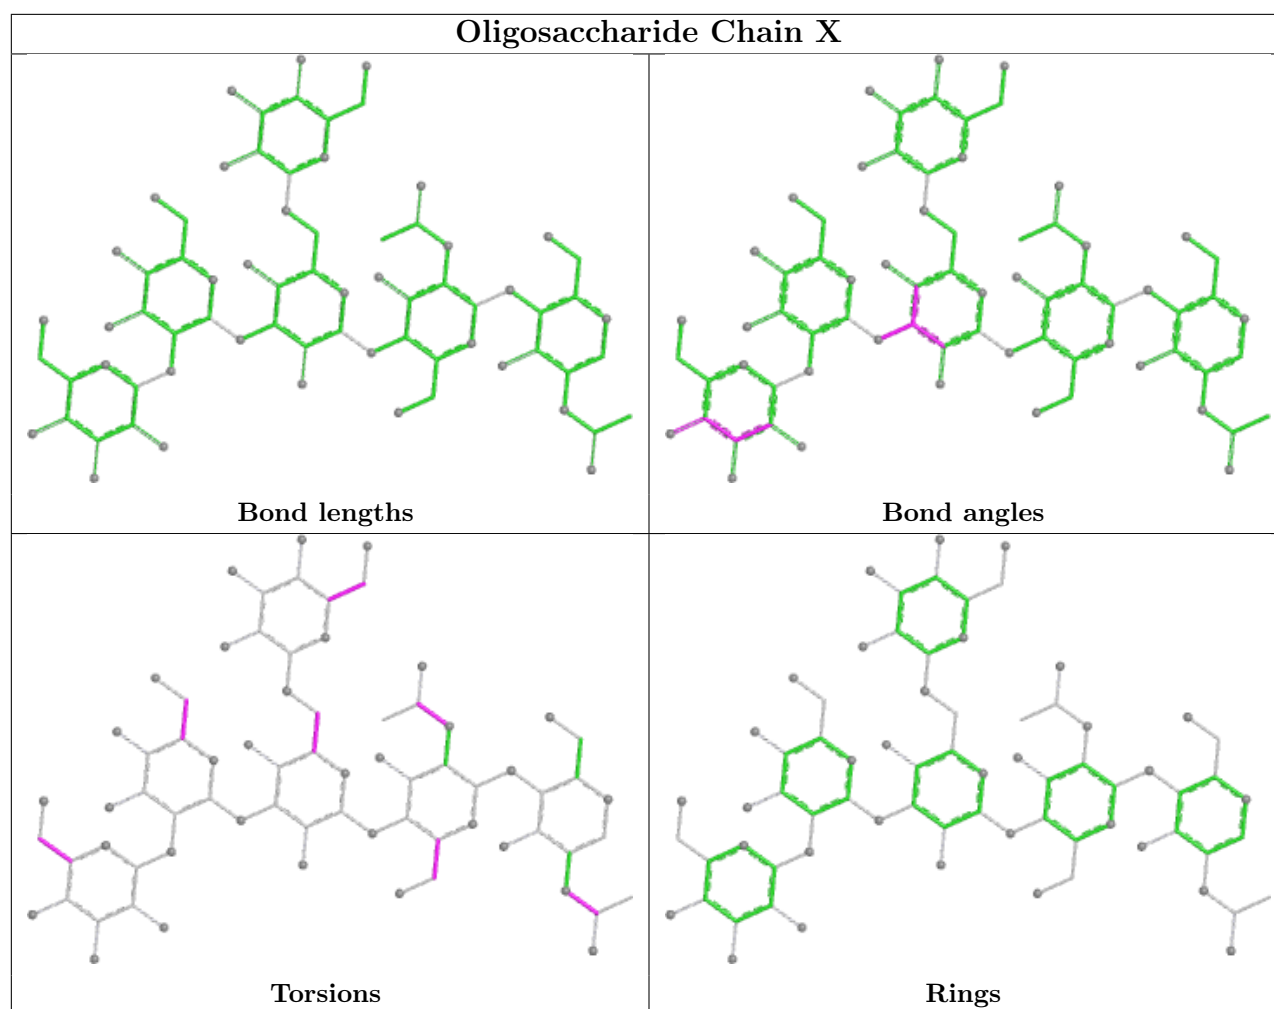 Oligosaccharide Chain X
Bond lengths
Bond angles
Torsions
Rings